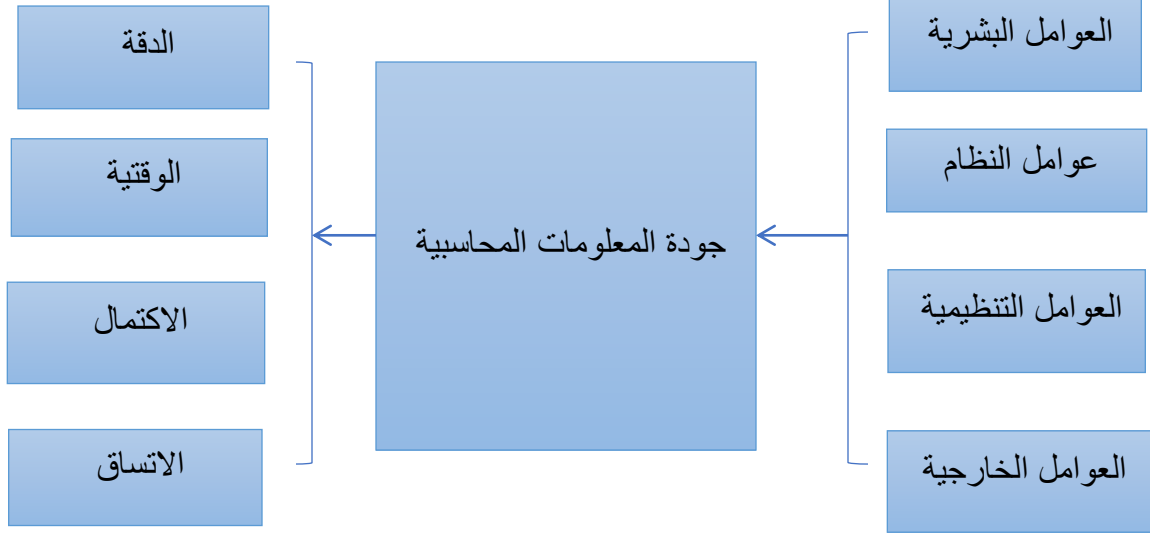 العوامل البشرية
عوامل النظام
العوامل التنظيمية
العوامل الخارجية
جودة المعلومات المحاسبية
الدقة
الوقتية
الاكتمال
الاتساق